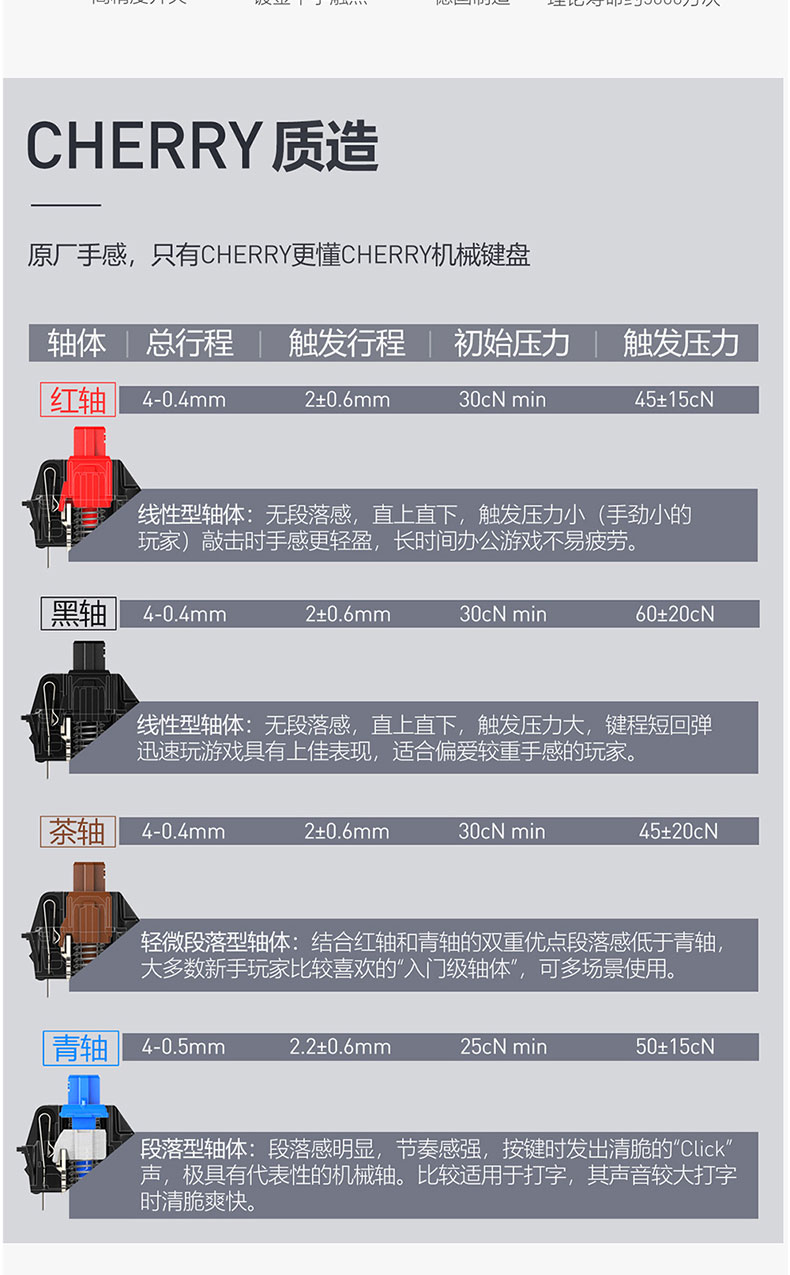 CHERRY质造
原厂手感，只有CHERRY更懂CHERRY机械键盘
轴体 | 总行程 | 触发行程 | 初始压力 | 触发压力
红轴 4-0.4mm 2±0.6mm 30cN min 45±15cN
线性型轴体：无段落感，直上直下，触发压力小（手劲小的
玩家）敲击时手感更轻盈，长时间办公游戏不易疲劳。
黑轴 4-0.4mm 2±0.6mm 30cN min 60±20cN
线性型轴体：无段落感，直上直下，触发压力大，键程短回弹
迅速玩游戏具有上佳表现，适合偏爱较重手感的玩家。
茶轴 4-0.4mm 2±0.6mm 30cN min 45±20cN
轻微段落型轴体：结合红轴和青轴的双重优点段落感低于青轴，
大多数新手玩家比较喜欢的“入门级轴体”，可多场景使用。
青轴 4-0.5mm 2.2±0.6mm 25cN min 50±15cN
段落型轴体：段落感明显，节奏感强，按键时发出清脆的“Click”
声，极具有代表性的机械轴。比较适用于打字，其声音较大打字
时清脆爽快。